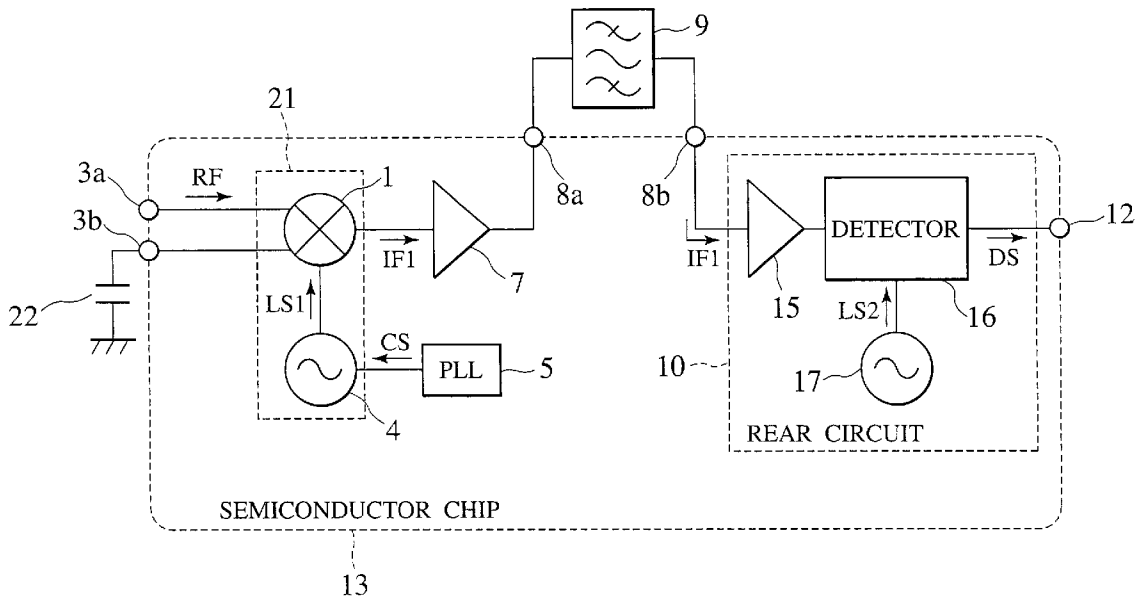 9
21
3a
RF
1
8a
8b
12
3b
IF1
7
IF1
15
DETECTOR
DS
16
22
LS1
LS2
CS
PLL
5
4
10
17
REAR CIRCUIT
SEMICONDUCTOR CHIP
13